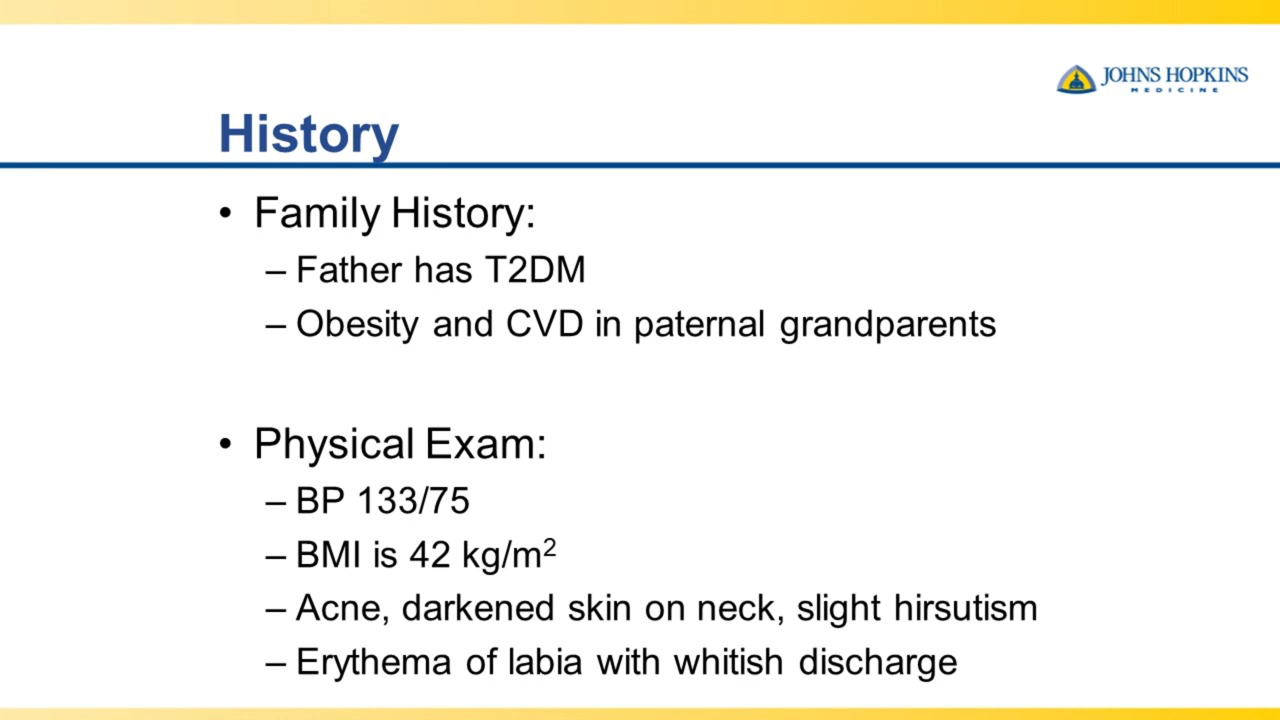 JOHNS HOPKINS
MEDICINE
History
• Family History:
– Father has T2DM
– Obesity and CVD in paternal grandparents
• Physical Exam:
– BP 133/75
– BMI is 42 kg/m²
– Acne, darkened skin on neck, slight hirsutism
– Erythema of labia with whitish discharge